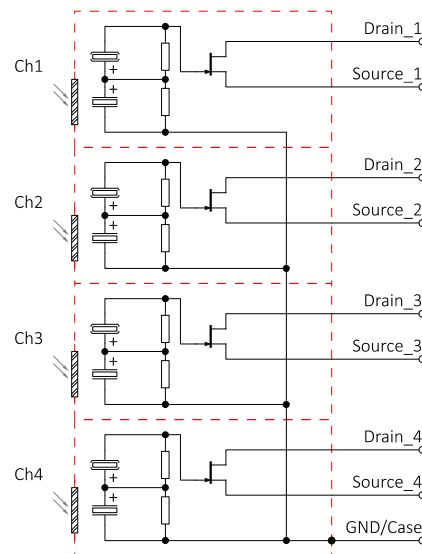 Drain_1
Ch1
+
Source_1
+
Drain_2
Ch2
+
Source_2
+
Drain_3
Ch3
+
Source_3
+
Drain_4
Ch4
+
Source_4
+
GND/Case